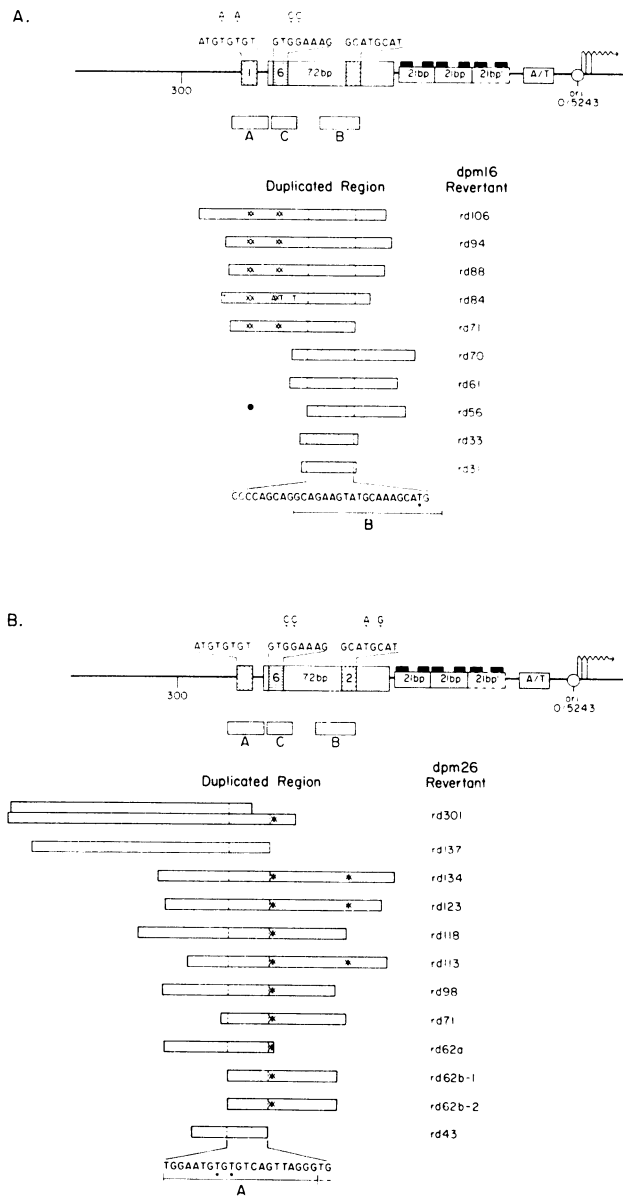 A.
A A CC
ATGTGTGT GTGGAAAG GCATGCAT
1 6 72bp 21bp 21bp 21bp A/T
300 ori
0/5243
A C B
Duplicated Region dpm16
Revertant
** ** rd106
** ** rd94
** ** rd88
rd84
** ** rd71
rd70
rd61
rd56
rd33
rd31
CCCCAGCAGGCAGAAGTATGCAAAGCATG
B
B.
CC A G
ATGTGTGT GTGGAAAG GCATGCAT
6 72bp 2 21bp 21bp 21bp A/T
300 ori
0/5243
A C B
Duplicated Region dpm26
Revertant
* rd301
rd137
* * rd134
* * rd123
* rd118
* * rd113
* rd98
* rd71
* rd62a
* rd62b-1
* rd62b-2
rd43
TGGAATGTGTGTCAGTTAGGGTG
A